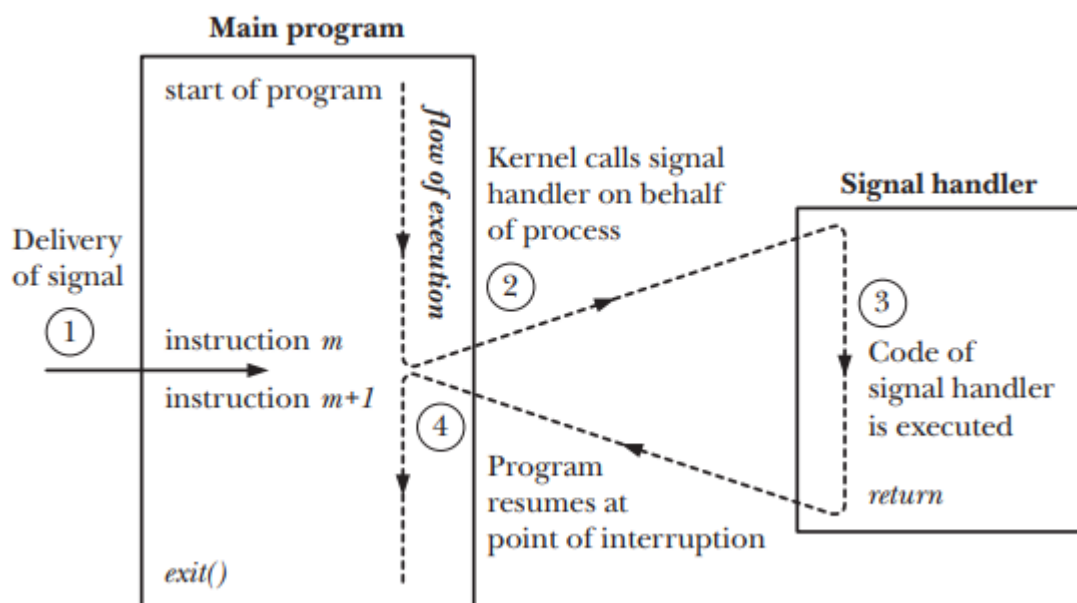 Main program
start of program
flow of execution
Kernel calls signal
handler on behalf
of process
Signal handler
Delivery
of signal
1
2
3
instruction m
instruction m+1
Code of
signal handler
is executed
4
Program
resumes at
point of interruption
return
exit()